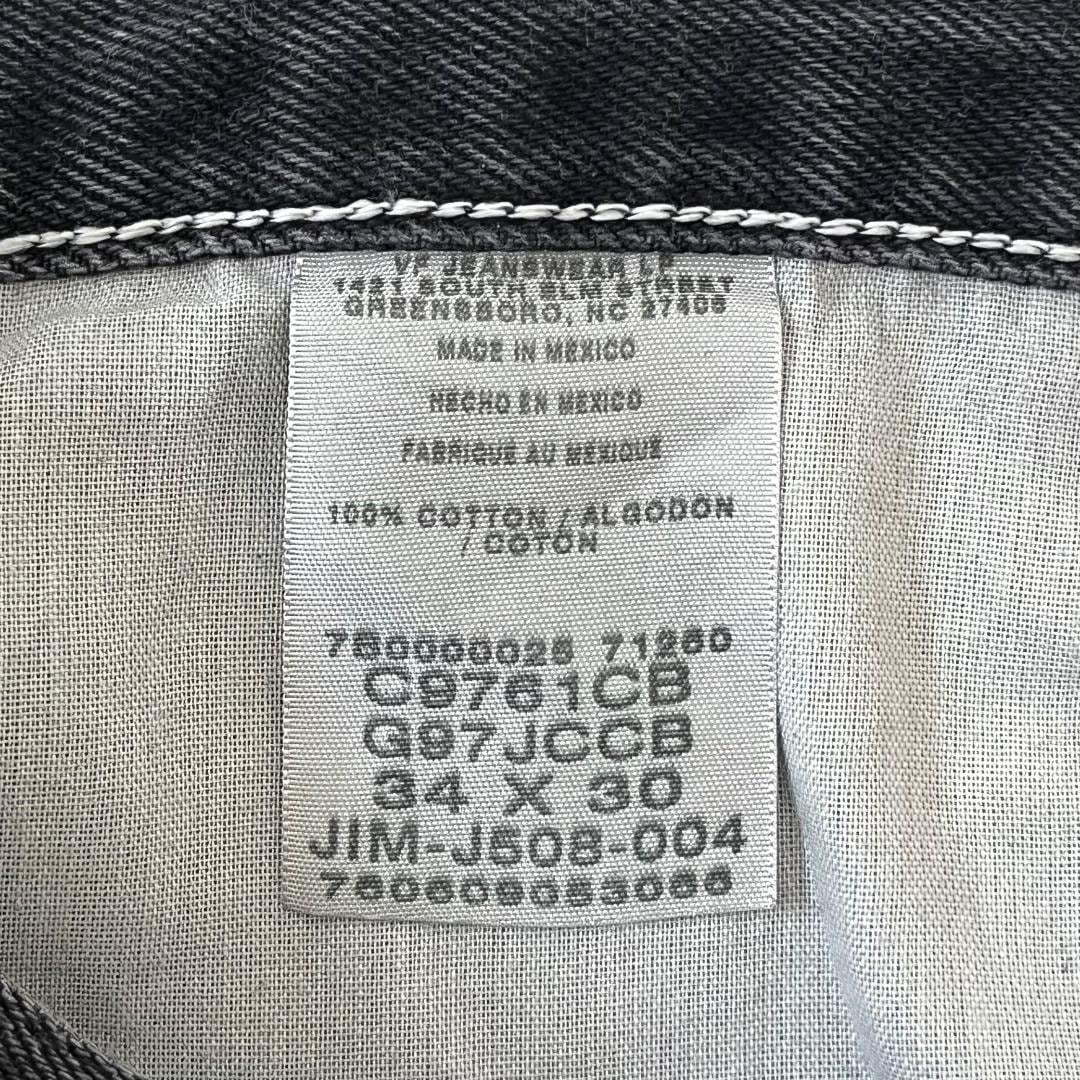 VF JEANSWEAR LP
1421 SOUTH ELM STREET
GREENSBORO, NC 27406
MADE IN MEXICO
HECHO EN MEXICO
FABRIQUE AU MEXIQUE
100% COTTON / ALGODON
/ COTON
71260
C9761CB
G97JCCB
34 X 30
JIM-J508-004